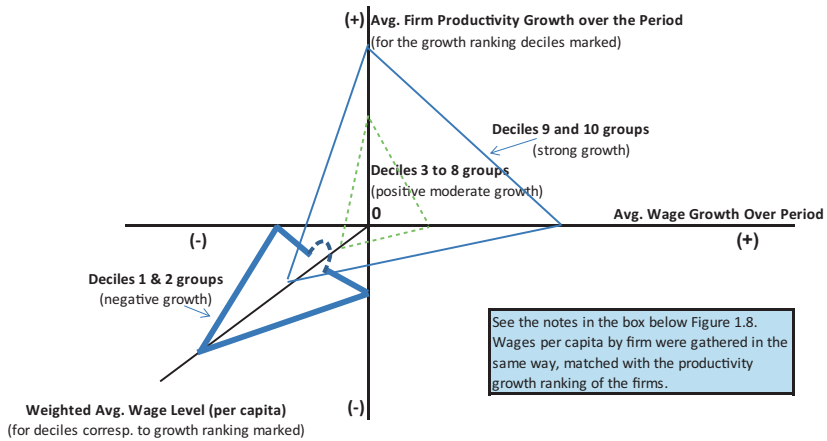 (+) Avg. Firm Productivity Growth over the Period
(for the growth ranking deciles marked)
Deciles 9 and 10 groups
(strong growth)
Deciles 3 to 8 groups
(positive moderate growth)
0
Avg. Wage Growth Over Period
(-)
(+)
Deciles 1 & 2 groups
(negative growth)
See the notes in the box below Figure 1.8.
Wages per capita by firm were gathered in the
same way, matched with the productivity
growth ranking of the firms.
Weighted Avg. Wage Level (per capita)
(-)
(for deciles corresp. to growth ranking marked)